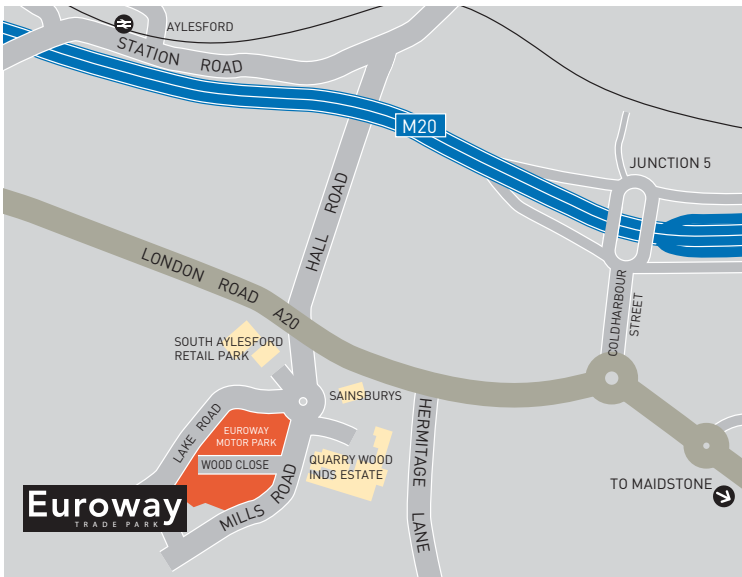 AYLESFORD
STATION ROAD
M20
JUNCTION 5
HALL ROAD
LONDON ROAD A20
COLDHARBOUR
STREET
SOUTH AYLESFORD
RETAIL PARK
SAINSBURYS
LAKE ROAD
EUROWAY
MOTOR PARK
HERMITAGE LANE
WOOD CLOSE
QUARRY WOOD
INDS ESTATE
MILLS ROAD
TO MAIDSTONE
Euroway
TRADE PARK